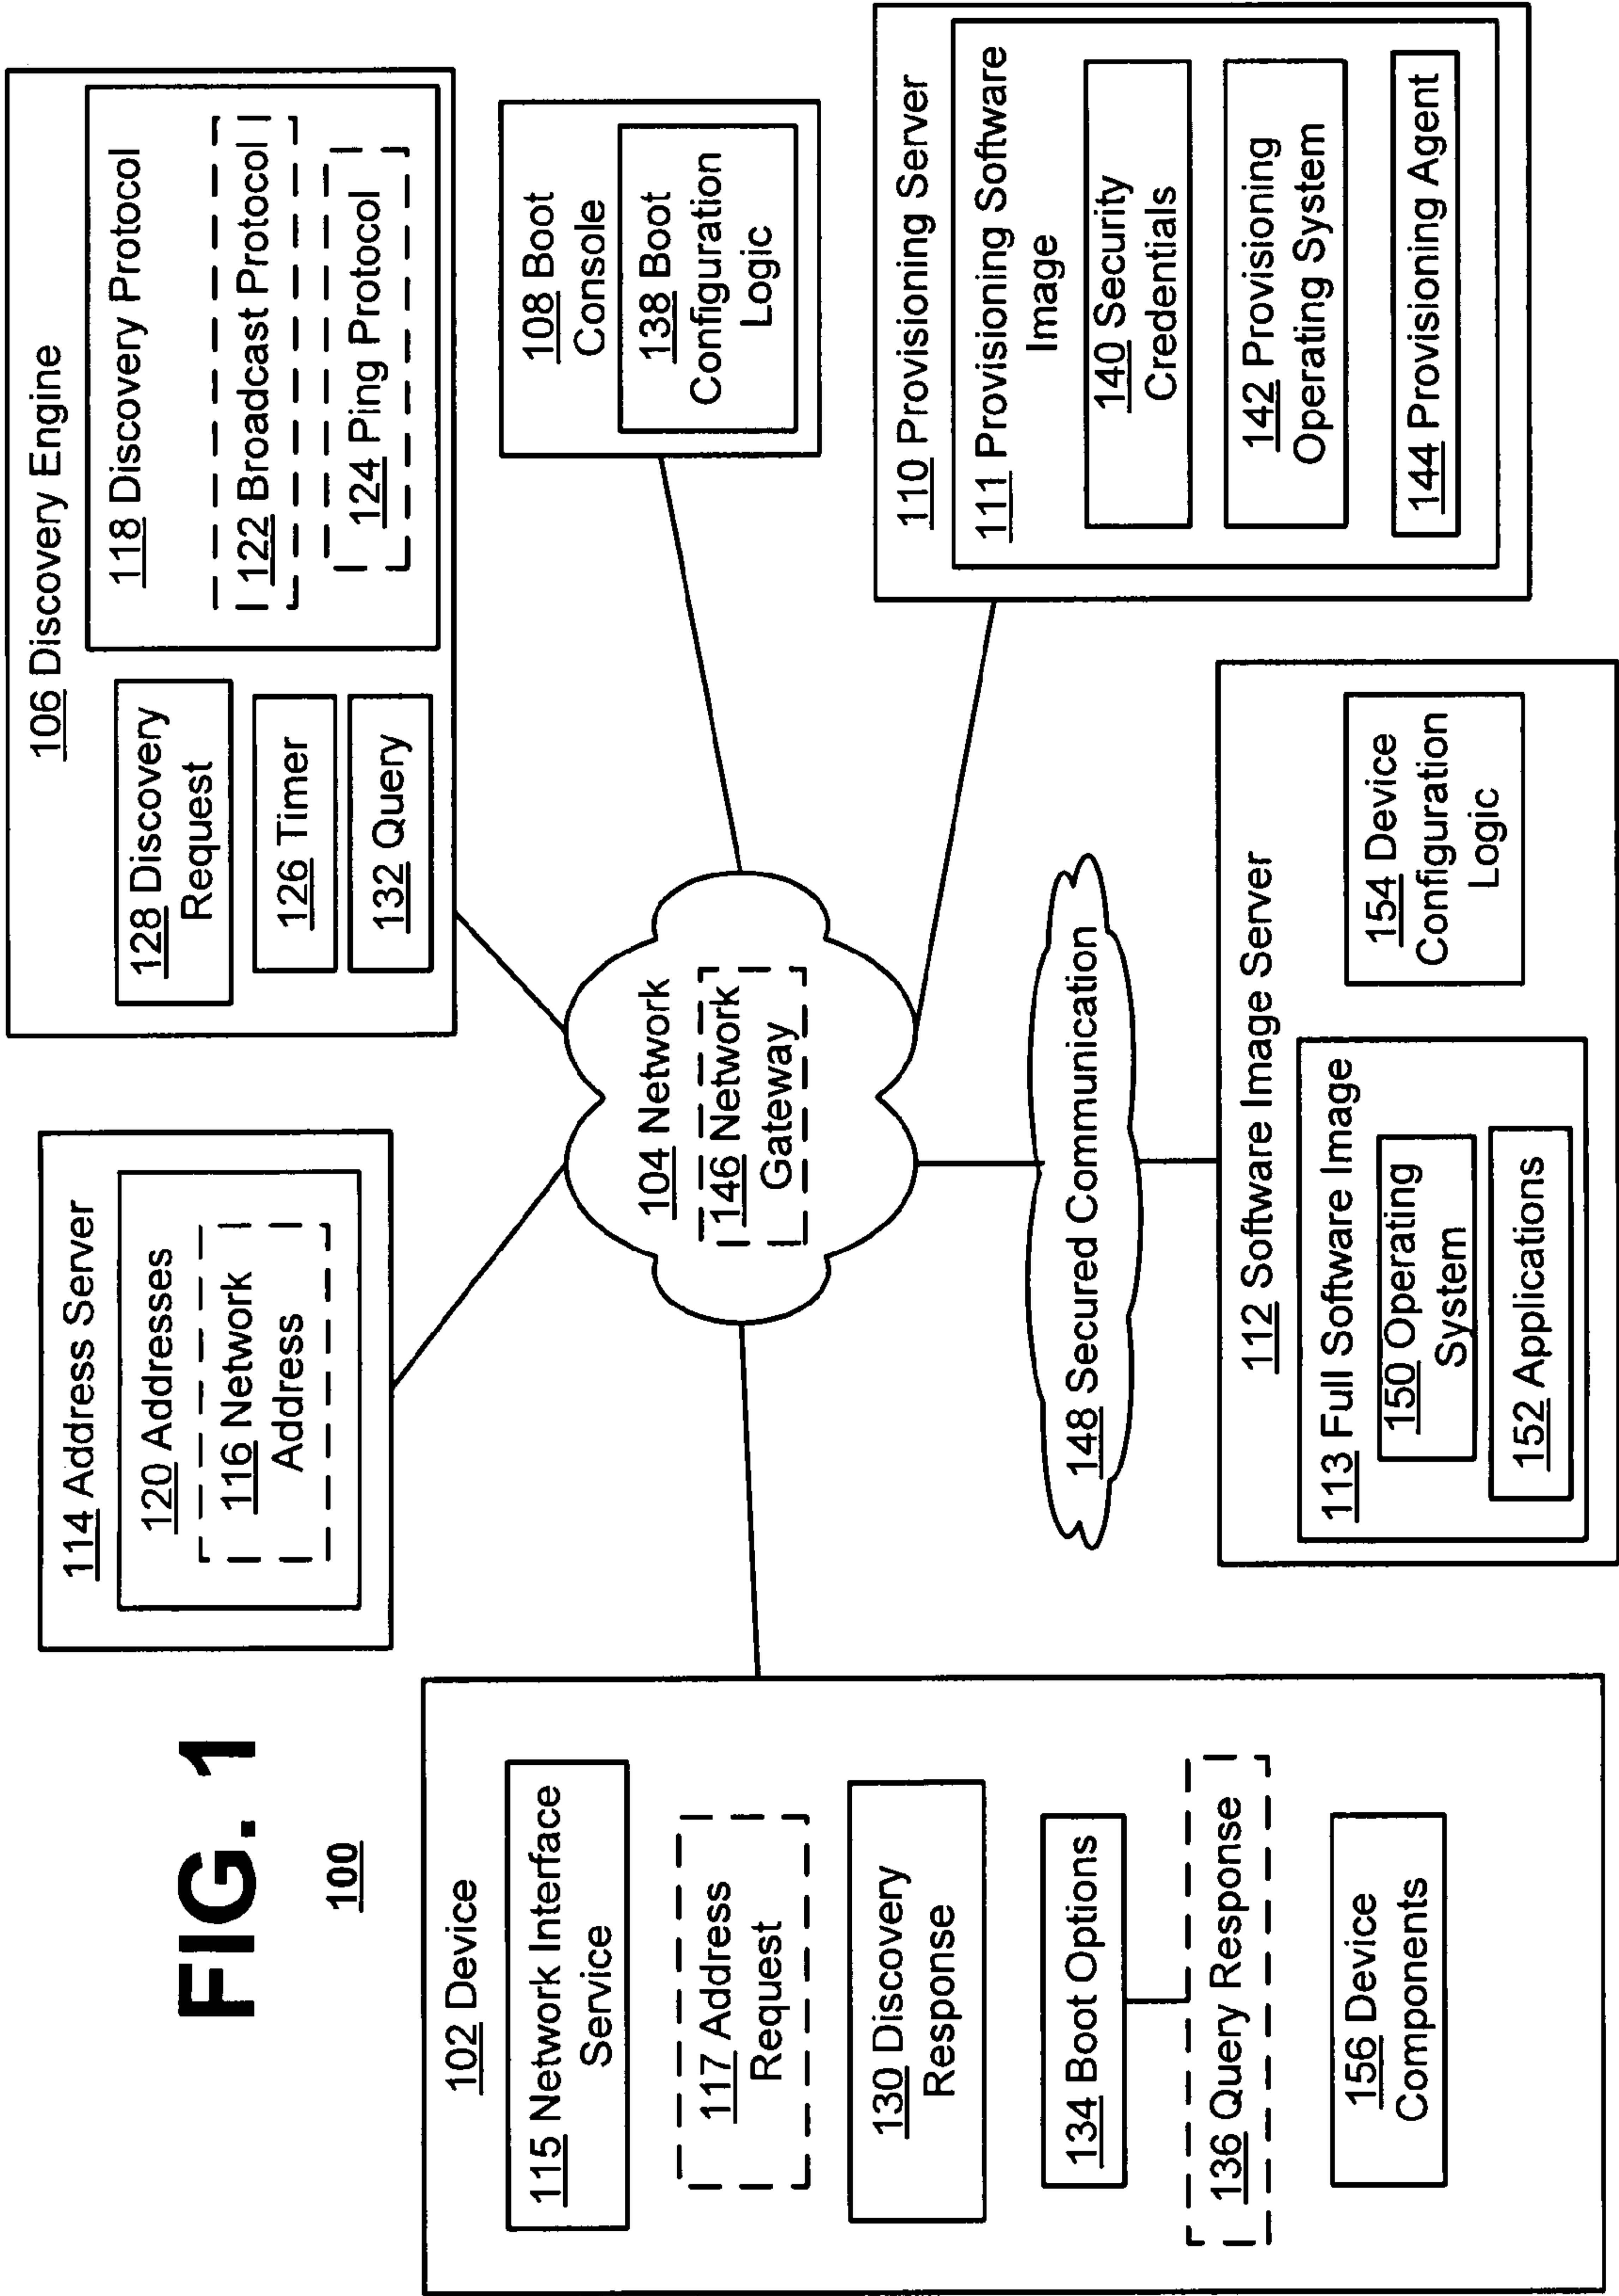 FIG. 1
100
102 Device
115 Network Interface
Service
117 Address
Request
130 Discovery
Response
134 Boot Options
136 Query Response
156 Device
Components
114 Address Server
120 Addresses
116 Network
Address
106 Discovery Engine
128 Discovery
Request
126 Timer
132 Query
118 Discovery Protocol
122 Broadcast Protocol
124 Ping Protocol
104 Network
146 Network
Gateway
108 Boot
Console
138 Boot
Configuration
Logic
148 Secured Communication
110 Provisioning Server
111 Provisioning Software
Image
140 Security
Credentials
142 Provisioning
Operating System
144 Provisioning Agent
112 Software Image Server
113 Full Software Image
150 Operating
System
152 Applications
154 Device
Configuration
Logic